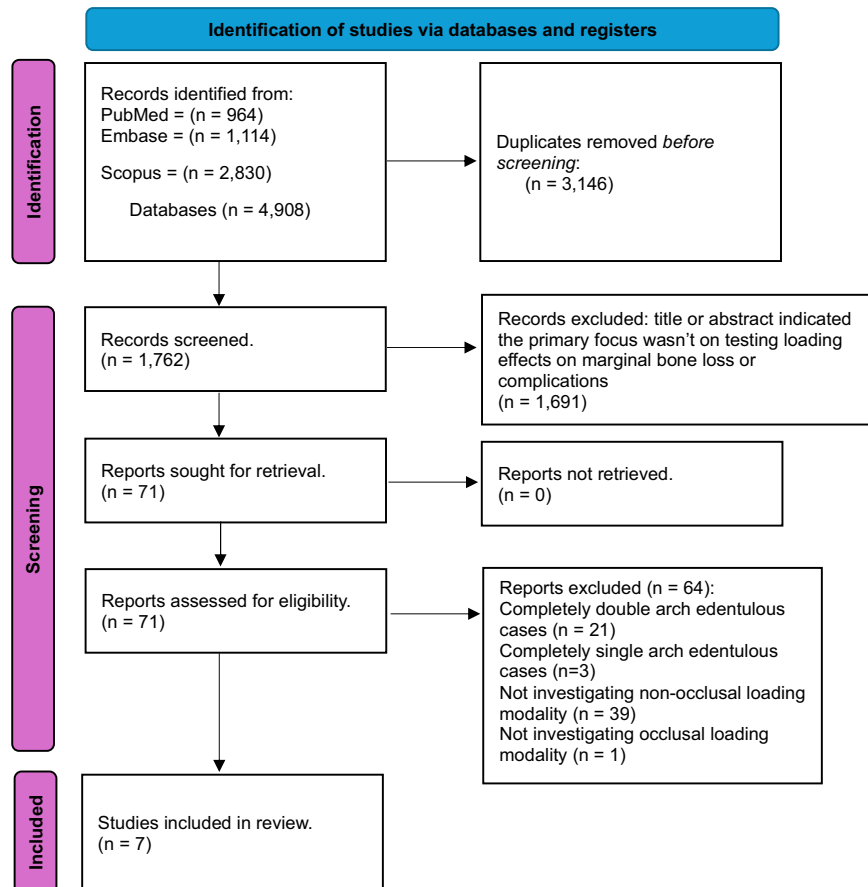 Identification of studies via databases and registers
Identification
Records identified from:
PubMed = (n = 964)
Embase = (n = 1,114)
Scopus = (n = 2,830)
Databases (n = 4,908)
Duplicates removed before
screening:
(n = 3,146)
Screening
Records screened.
(n = 1,762)
Records excluded: title or abstract indicated
the primary focus wasn’t on testing loading
effects on marginal bone loss or
complications
(n = 1,691)
Reports sought for retrieval.
(n = 71)
Reports not retrieved.
(n = 0)
Reports assessed for eligibility.
(n = 71)
Reports excluded (n = 64):
Completely double arch edentulous
cases (n = 21)
Completely single arch edentulous
cases (n=3)
Not investigating non-occlusal loading
modality (n = 39)
Not investigating occlusal loading
modality (n = 1)
Included
Studies included in review.
(n = 7)